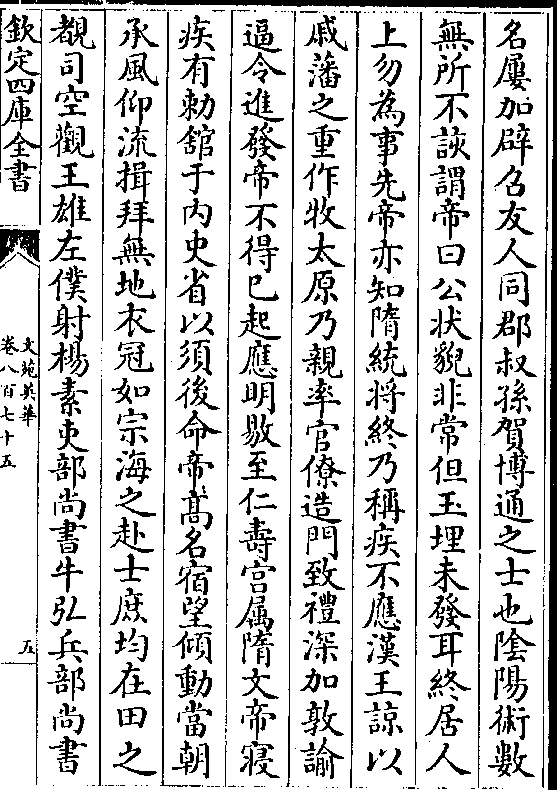 名屢加辟召友人同郡叔孫賀博通之士也陰陽術數
無所不詼謂帝曰公状貌非常但玉埋未發耳終居人
上勿為事先帝亦知隋統將終乃稱疾不應漢王諒以
戚藩之重作牧太原乃親率官僚造門致禮深加敦諭
逼令進發帝不得已起應明敭至仁壽宫属隋文帝寝
疾有勅舘于内史省以須後命帝髙名宿望傾動當朝
承風仰流揖拜無地衣冠如宗海之赴士庶均在田之
覩司空觀王雄左僕射楊素吏部尚書牛弘兵部尚書
欽定四庫全書
文苑英華
卷八百七十五
五